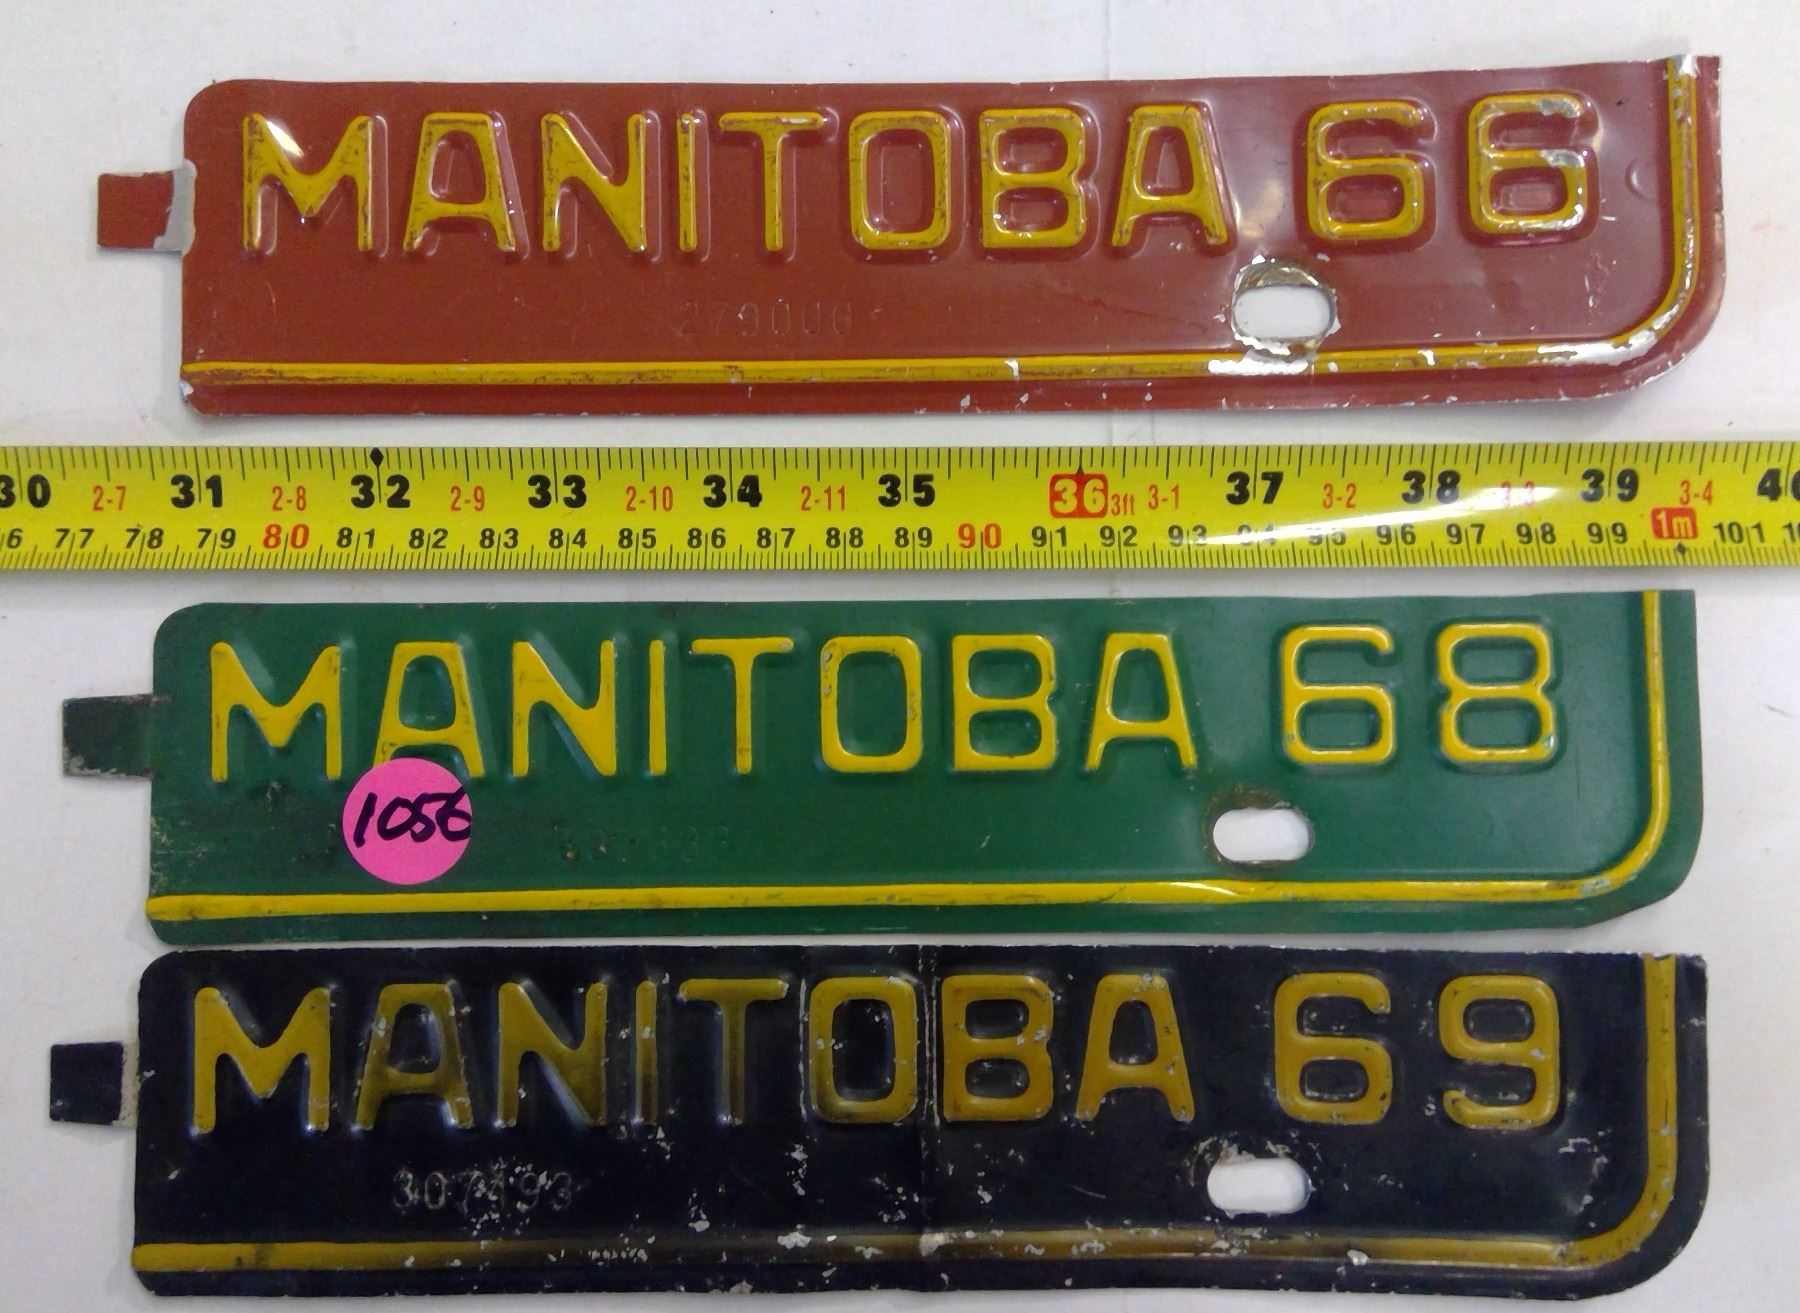 MANITOBA 66
279000
30 2-7 31 2-8 32 2-9 33 2-10 34 2-11 35 36 3ft 3-1 37 3-2 38 3-3 39 3-4 40
6 77 78 79 80 81 82 83 84 85 86 87 88 89 90 91 92 93 94 95 96 97 98 99 1m 101 10
MANITOBA 68
1056
MANITOBA 69
307193